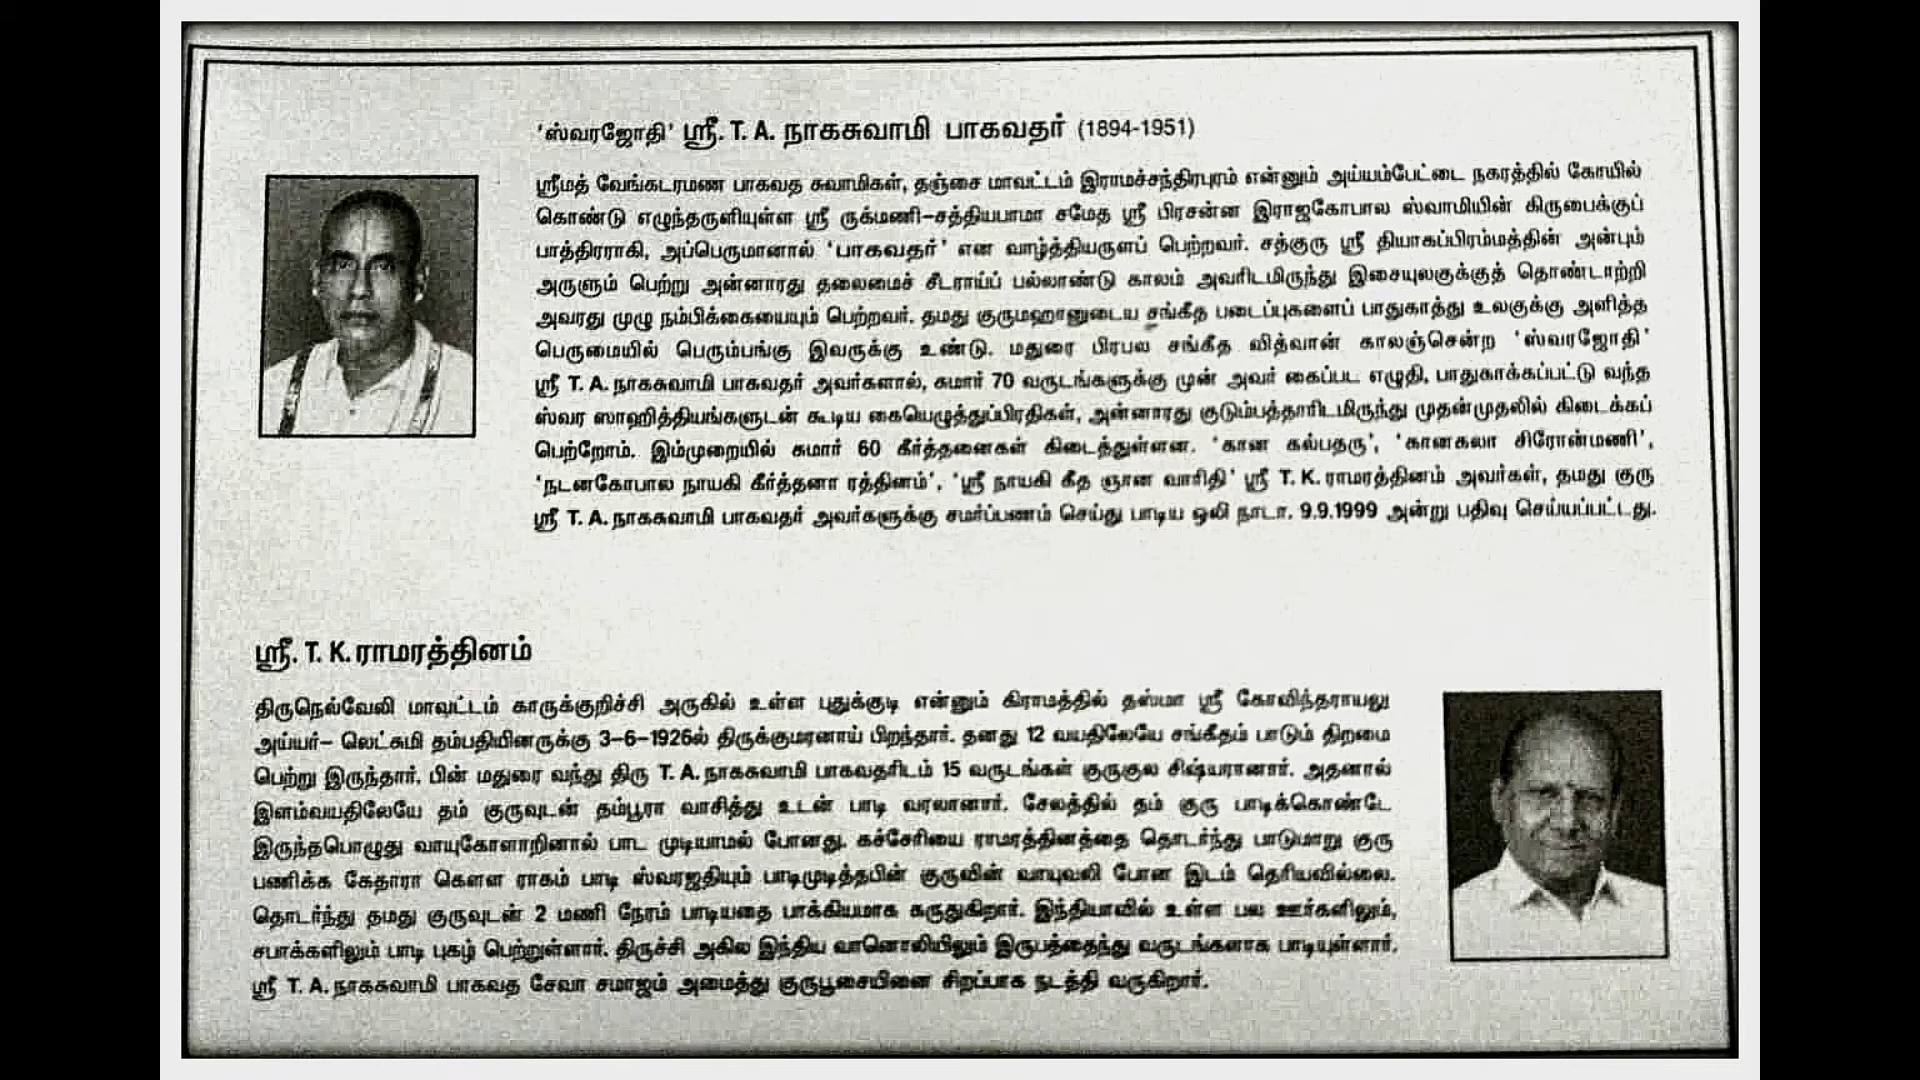 'ஸ்வரஜோதி' ஸ்ரீ. T. A. நாகசுவாமி பாகவதர் (1894-1951)
ஸ்ரீமத் வேங்கடரமண பாகவத சுவாமிகள், தஞ்சை மாவட்டம் இராமச்சந்திரபுரம் என்னும் அய்யம்பேட்டை நகரத்தில் கோயில்
கொண்டு எழுந்தருளியுள்ள ஸ்ரீ ருக்மணி-சத்தியபாமா சமேத ஸ்ரீ பிரசன்ன இராஜகோபால ஸ்வாமியின் கிருபைக்குப்
பாத்திரராகி, அப்பெருமானால் 'பாகவதர்' என வாழ்த்தியருளப் பெற்றவர். சத்குரு ஸ்ரீ தியாகப்பிரம்மத்தின் அன்பும்
அருளும் பெற்று அன்னாரது தலைமைச் சீடராய்ப் பல்லாண்டு காலம் அவரிடமிருந்து இசையுலகுக்குத் தொண்டாற்றி
அவரது முழு நம்பிக்கையையும் பெற்றவர். தமது குருமஹானுடைய சங்கீத படைப்புகளைப் பாதுகாத்து உலகுக்கு அளித்த
பெருமையில் பெரும்பங்கு இவருக்கு உண்டு. மதுரை பிரபல சங்கீத வித்வான் காலஞ்சென்ற 'ஸ்வரஜோதி'
ஸ்ரீ T. A. நாகசுவாமி பாகவதர் அவர்களால், சுமார் 70 வருடங்களுக்கு முன் அவர் கைப்பட எழுதி, பாதுகாக்கப்பட்டு வந்த
ஸ்வர ஸாஹித்தியங்களுடன் கூடிய கையெழுத்துப்பிரதிகள், அன்னாரது குடும்பத்தாரிடமிருந்து முதன்முதலில் கிடைக்கப்
பெற்றோம். இம்முறையில் சுமார் 60 கீர்த்தனைகள் கிடைத்துள்ளன. 'கான கல்பதரு', 'கானகலா சிரோன்மணி',
'நடனகோபால நாயகி கீர்த்தனா ரத்தினம்', 'ஸ்ரீ நாயகி கீத ஞான வாரிதி' ஸ்ரீ T. K. ராமரத்தினம் அவர்கள், தமது குரு
ஸ்ரீ T. A. நாகசுவாமி பாகவதர் அவர்களுக்கு சமர்ப்பணம் செய்து பாடிய ஒலி நாடா. 9.9.1999 அன்று பதிவு செய்யப்பட்டது.
ஸ்ரீ. T. K. ராமரத்தினம்
திருநெல்வேலி மாவட்டம் காருக்குறிச்சி அருகில் உள்ள புதுக்குடி என்னும் கிராமத்தில் தஸ்மா ஸ்ரீ கோவிந்தராயலு
அய்யர்- லெட்சுமி தம்பதியினருக்கு 3-6-1926ல் திருக்குமரனாய் பிறந்தார். தனது 12 வயதிலேயே சங்கீதம் பாடும் திறமை
பெற்று இருந்தார், பின் மதுரை வந்து திரு T. A. நாகசுவாமி பாகவதரிடம் 15 வருடங்கள் குருகுல சிஷ்யரானார். அதனால்
இளம்வயதிலேயே தம் குருவுடன் தம்பூரா வாசித்து உடன் பாடி வரலானார். சேலத்தில் தம் குரு பாடிக்கொண்டே
இருந்தபொழுது வாயுகோளாறினால் பாட முடியாமல் போனது. கச்சேரியை ராமரத்தினத்தை தொடர்ந்து பாடுமாறு குரு
பணிக்க கேதாரா கௌள ராகம் பாடி ஸ்வரஜதியும் பாடிமுடித்தபின் குருவின் வாயுவலி போன இடம் தெரியவில்லை.
தொடர்ந்து தமது குருவுடன் 2 மணி நேரம் பாடியதை பாக்கியமாக கருதுகிறார். இந்தியாவில் உள்ள பல ஊர்களிலும்,
சபாக்களிலும் பாடி புகழ் பெற்றுள்ளார். திருச்சி அகில இந்திய வானொலியிலும் இருபத்தைந்து வருடங்களாக பாடியுள்ளார்.
ஸ்ரீ T. A. நாகசுவாமி பாகவத சேவா சமாஜம் அமைத்து குருபூசையினை சிறப்பாக நடத்தி வருகிறார்.